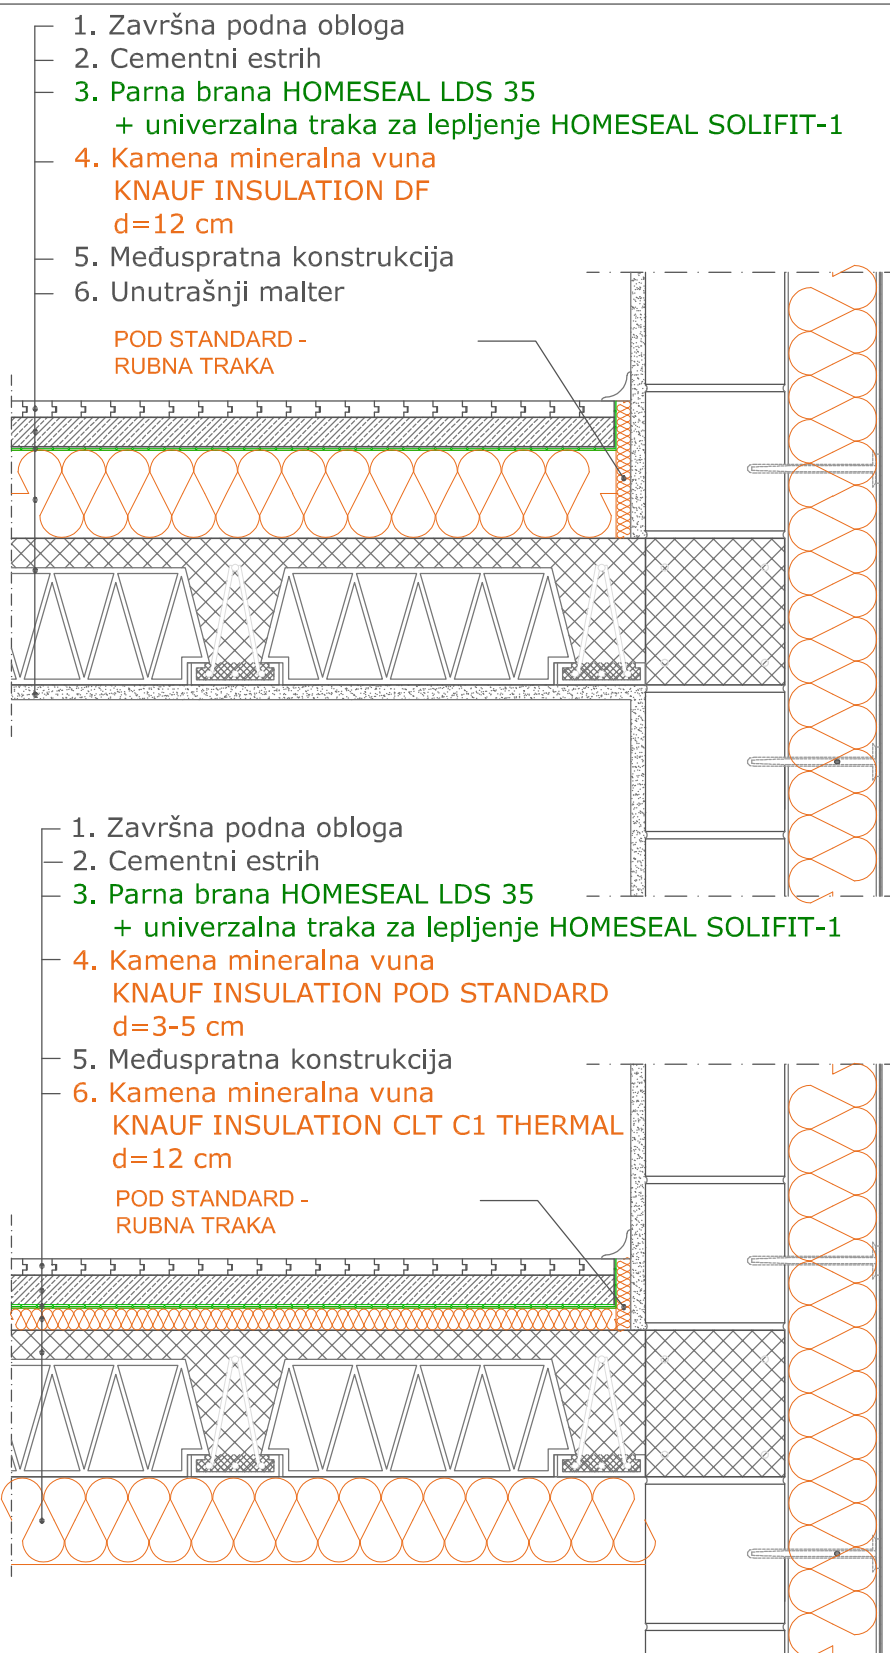 1. Završna podna obloga
2. Cementni estrih
3. Parna brana HOMESEAL LDS 35
+ univerzalna traka za lepljenje HOMESEAL SOLIFIT-1
4. Kamena mineralna vuna
KNAUF INSULATION DF
d=12 cm
5. Međuspratna konstrukcija
6. Unutrašnji malter
POD STANDARD -
RUBNA TRAKA
1. Završna podna obloga
2. Cementni estrih
3. Parna brana HOMESEAL LDS 35
+ univerzalna traka za lepljenje HOMESEAL SOLIFIT-1
4. Kamena mineralna vuna
KNAUF INSULATION POD STANDARD
d=3-5 cm
5. Međuspratna konstrukcija
6. Kamena mineralna vuna
KNAUF INSULATION CLT C1 THERMAL
d=12 cm
POD STANDARD -
RUBNA TRAKA